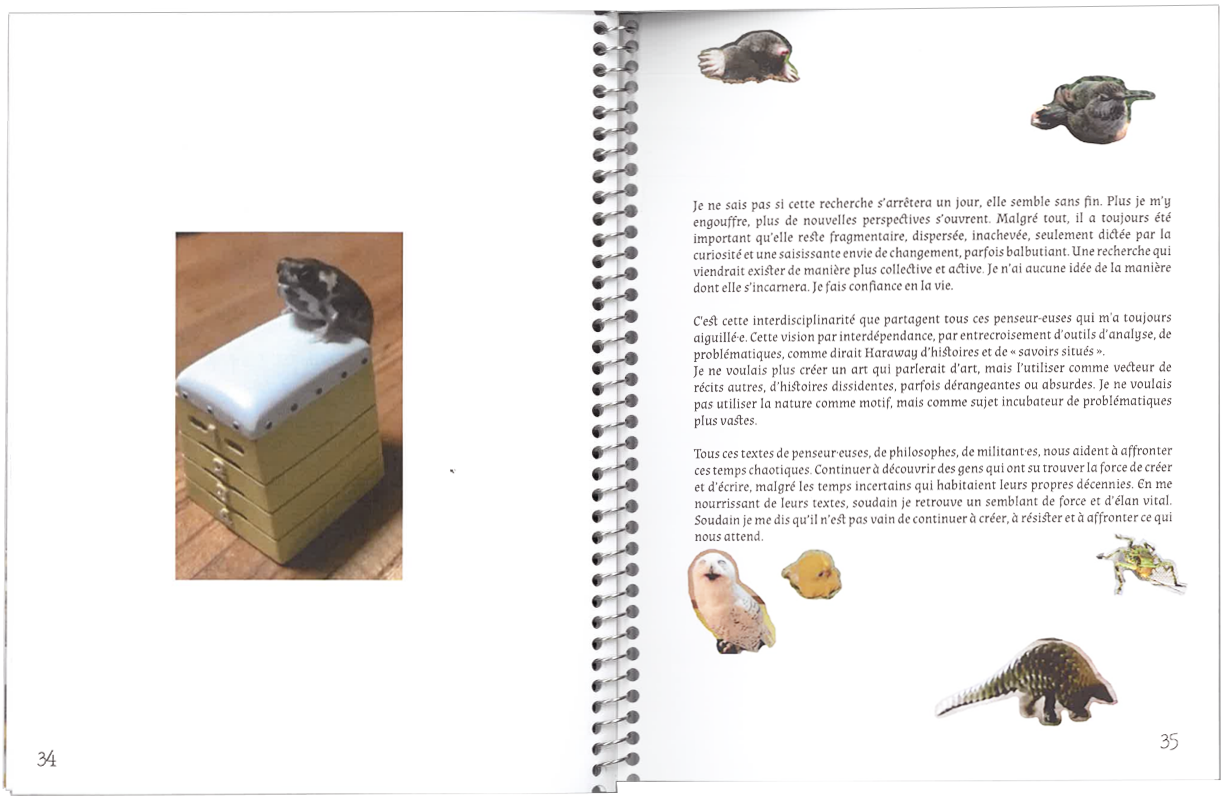 Je ne sais pas si cette recherche s'arrêtera un jour, elle semble sans fin. Plus je m'y
engouffre, plus de nouvelles perspectives s'ouvrent. Malgré tout, il a toujours été
important qu'elle reste fragmentaire, dispersée, inachevée, seulement dictée par la
curiosité et une saisissante envie de changement, parfois balbutiant. Une recherche qui
viendrait exister de manière plus collective et active. Je n'ai aucune idée de la manière
dont elle s'incarnera. Je fais confiance en la vie.
C'est cette interdisciplinarité que partagent tous ces penseur·euses qui m'a toujours
aiguillé·e. Cette vision par interdépendance, par entrecroisement d'outils d'analyse, de
problématiques, comme dirait Haraway d'histoires et de « savoirs situés ».
Je ne voulais plus créer un art qui parlerait d'art, mais l'utiliser comme vecteur de
récits autres, d'histoires dissidentes, parfois dérangeantes ou absurdes. Je ne voulais
pas utiliser la nature comme motif, mais comme sujet incubateur de problématiques
plus vastes.
Tous ces textes de penseur·euses, de philosophes, de militant·es, nous aident à affronter
ces temps chaotiques. Continuer à découvrir des gens qui ont su trouver la force de créer
et d'écrire, malgré les temps incertains qui habitaient leurs propres décennies. En me
nourrissant de leurs textes, soudain je retrouve un semblant de force et d'élan vital.
Soudain je me dis qu'il n'est pas vain de continuer à créer, à résister et à affronter ce qui
nous attend.
34
35